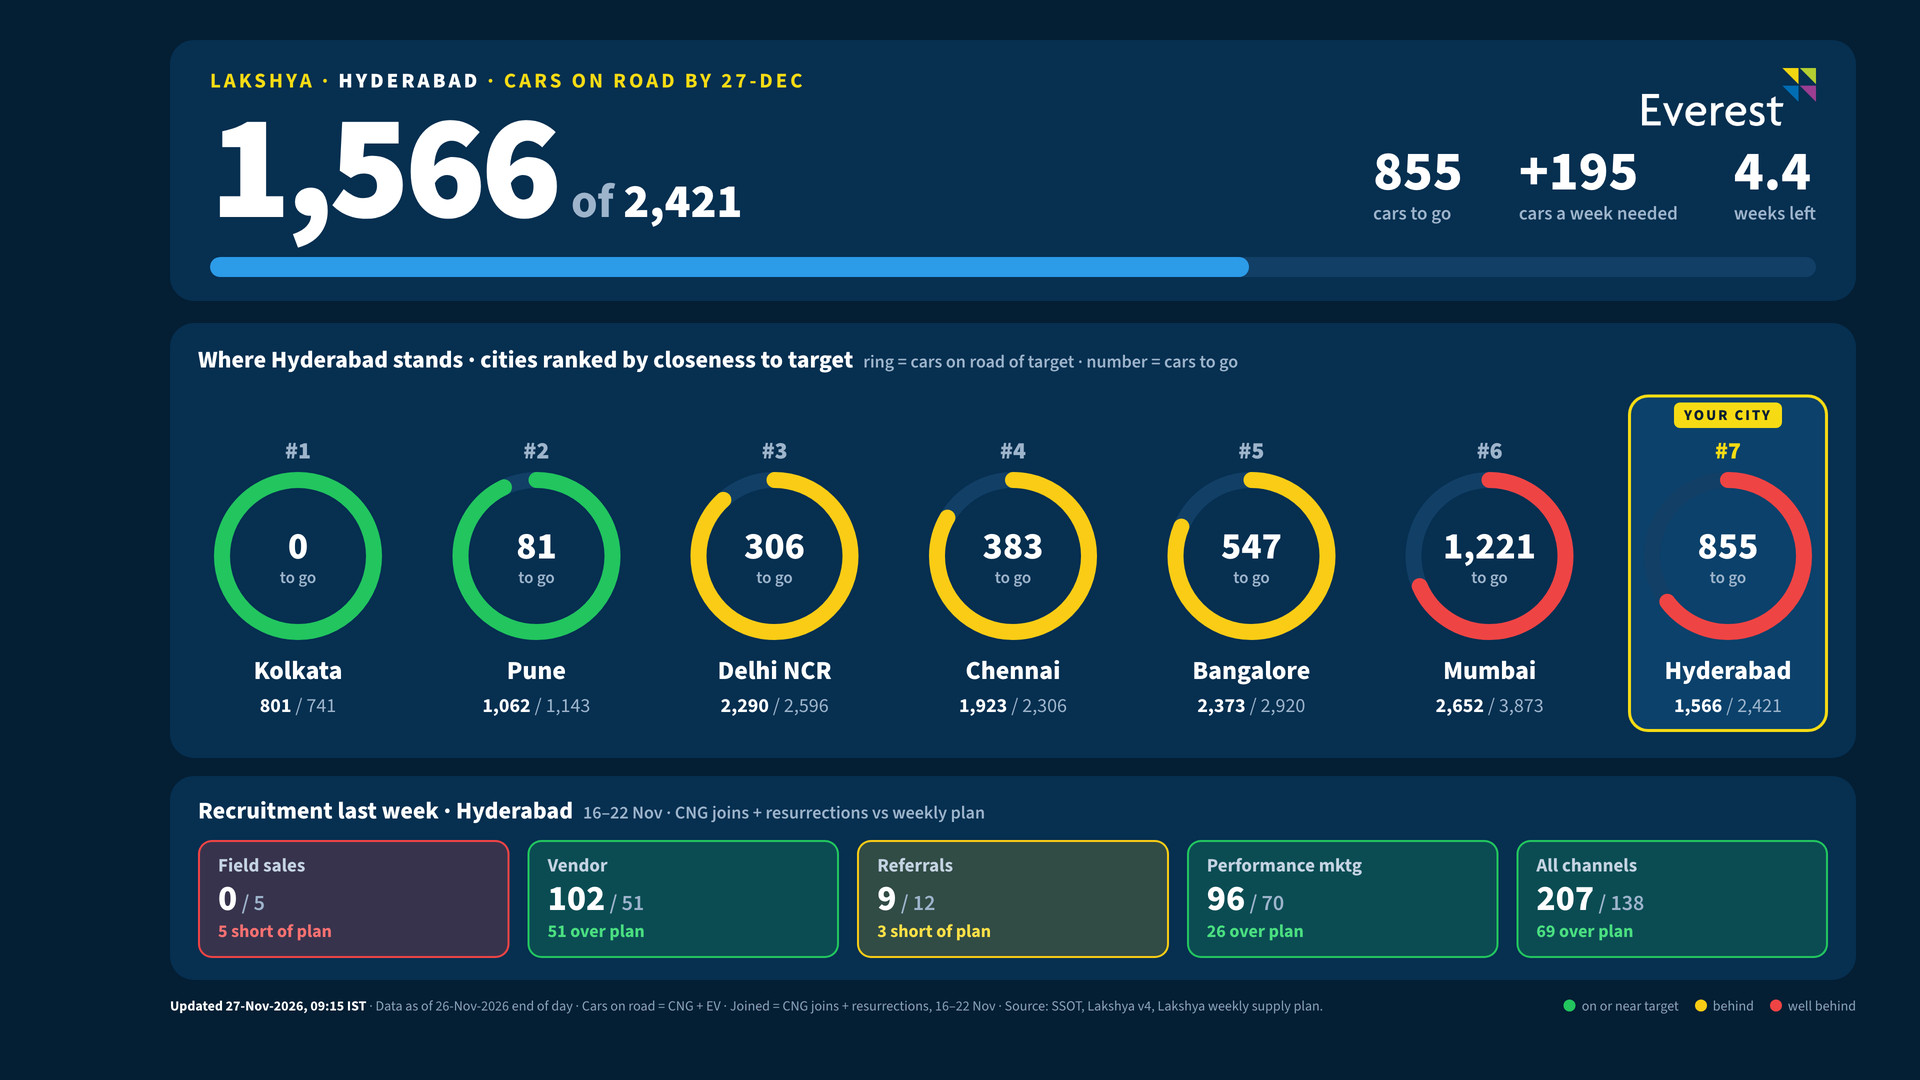 LAKSHYA · HYDERABAD · CARS ON ROAD BY 27-DEC
Everest
1,566 of 2,421
855 +195 4.4
cars to go cars a week needed weeks left
Where Hyderabad stands · cities ranked by closeness to target ring = cars on road of target · number = cars to go
YOUR CITY
#1 #2 #3 #4 #5 #6 #7
0 81 306 383 547 1,221 855
to go to go to go to go to go to go to go
Kolkata Pune Delhi NCR Chennai Bangalore Mumbai Hyderabad
801 / 741 1,062 / 1,143 2,290 / 2,596 1,923 / 2,306 2,373 / 2,920 2,652 / 3,873 1,566 / 2,421
Recruitment last week · Hyderabad 16–22 Nov · CNG joins + resurrections vs weekly plan
Field sales Vendor Referrals Performance mktg All channels
0 / 5 102 / 51 9 / 12 96 / 70 207 / 138
5 short of plan 51 over plan 3 short of plan 26 over plan 69 over plan
Updated 27-Nov-2026, 09:15 IST · Data as of 26-Nov-2026 end of day · Cars on road = CNG + EV · Joined = CNG joins + resurrections, 16–22 Nov · Source: SSOT, Lakshya v4, Lakshya weekly supply plan. on or near target behind well behind